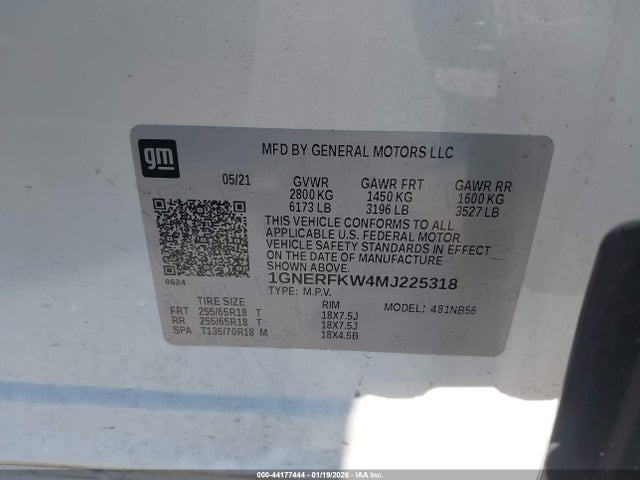 gm
MFD BY GENERAL MOTORS LLC
05/21 GVWR GAWR FRT GAWR RR
2800 KG 1450 KG 1600 KG
6173 LB 3196 LB 3527 LB
THIS VEHICLE CONFORMS TO ALL
APPLICABLE U.S. FEDERAL MOTOR
VEHICLE SAFETY STANDARDS IN EFFECT
ON THE DATE OF MANUFACTURE
SHOWN ABOVE.
8624
1GNERFKW4MJ225318
TYPE: M.P.V.
TIRE SIZE RIM MODEL: 481NB56
FRT 255/65R18 T 18X7.5J
RR 255/65R18 T 18X7.5J
SPA T135/70R18 M 18X4.5B
000-44177444 | 01/19/2026 | IAA Inc.